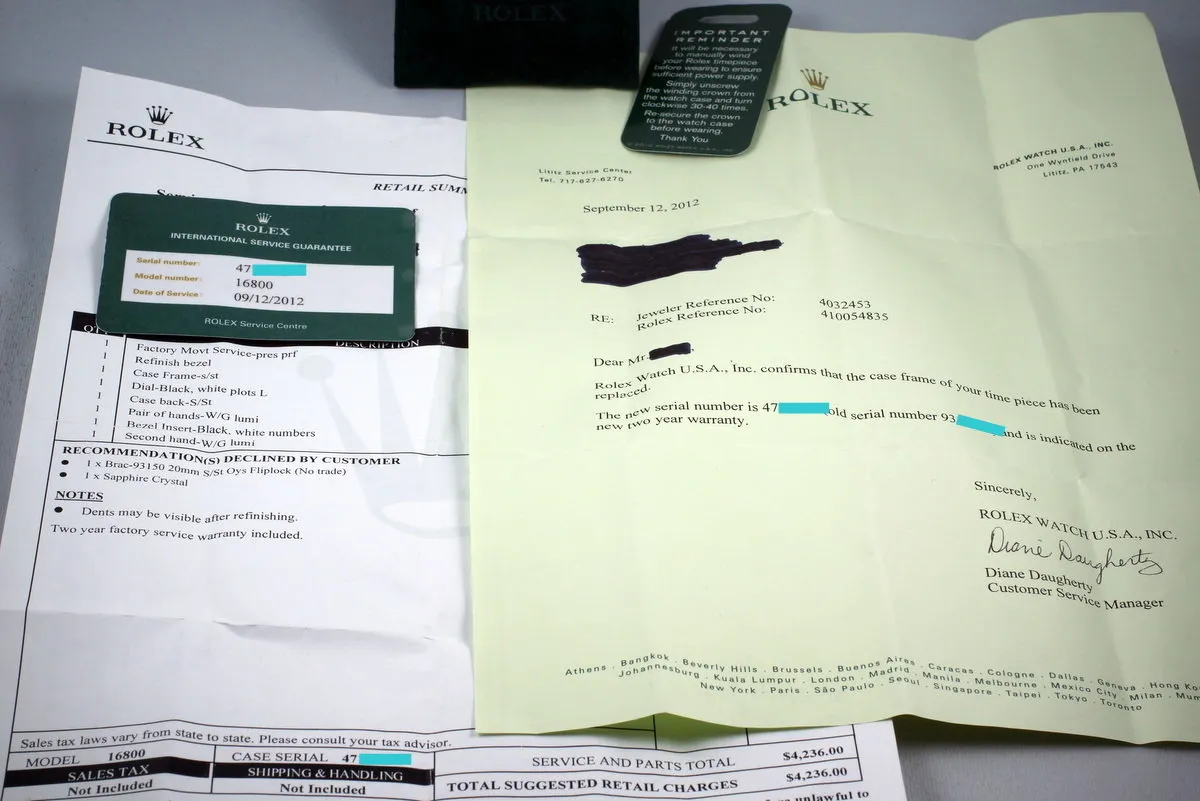 ROLEX
IMPORTANT
REMINDER
It will be necessary
to manually wind
your Rolex timepiece
before wearing to ensure
sufficient power supply.
Simply unscrew
the winding crown from
the watch case and turn
clockwise 30-40 times.
Re-secure the crown
to the watch case
before wearing.
Thank You
ROLEX
RETAIL SUMM
ROLEX
INTERNATIONAL SERVICE GUARANTEE
Serial number: 47
Model number: 16800
Date of Service: 09/12/2012
ROLEX Service Centre
QT DESCRIPTION
1 Factory Movt Service-pres prf
1 Refinish bezel
1 Case Frame-s/st
1 Dial-Black, white plots L
1 Case back-S/St
1 Pair of hands-W/G lumi
1 Bezel Insert-Black, white numbers
1 Second hand-W/G lumi
RECOMMENDATION(S) DECLINED BY CUSTOMER
● 1 x Brac-93150 20mm S/St Oys Fliplock (No trade)
● 1 x Sapphire Crystal
NOTES
● Dents may be visible after refinishing.
Two year factory service warranty included.
Sales tax laws vary from state to state. Please consult your tax advisor.
MODEL 16800 CASE SERIAL 47
SALES TAX SHIPPING & HANDLING
Not Included Not Included
SERVICE AND PARTS TOTAL $4,236.00
TOTAL SUGGESTED RETAIL CHARGES $4,236.00
unlawful to
ROLEX
Lititz Service Center
Tel. 717-627-6270
ROLEX WATCH U.S.A., INC.
One Wynfield Drive
Lititz, PA 17543
September 12, 2012
RE: Jeweler Reference No: 4032453
Rolex Reference No: 410054835
Dear Mr.
Rolex Watch U.S.A., Inc. confirms that the case frame of your time piece has been
replaced.
The new serial number is 47 old serial number 93 and is indicated on the
new two year warranty.
Sincerely,
ROLEX WATCH U.S.A., INC.
Diane Daugherty
Diane Daugherty
Customer Service Manager
Athens . Bangkok . Beverly Hills . Brussels . Buenos Aires . Caracas . Cologne . Dallas . Geneva . Hong Ko
Johannesburg . Kuala Lumpur . London . Madrid . Manila . Melbourne . Mexico City . Milan . Mum
New York . Paris . São Paulo . Seoul . Singapore . Taipei . Tokyo . Toronto